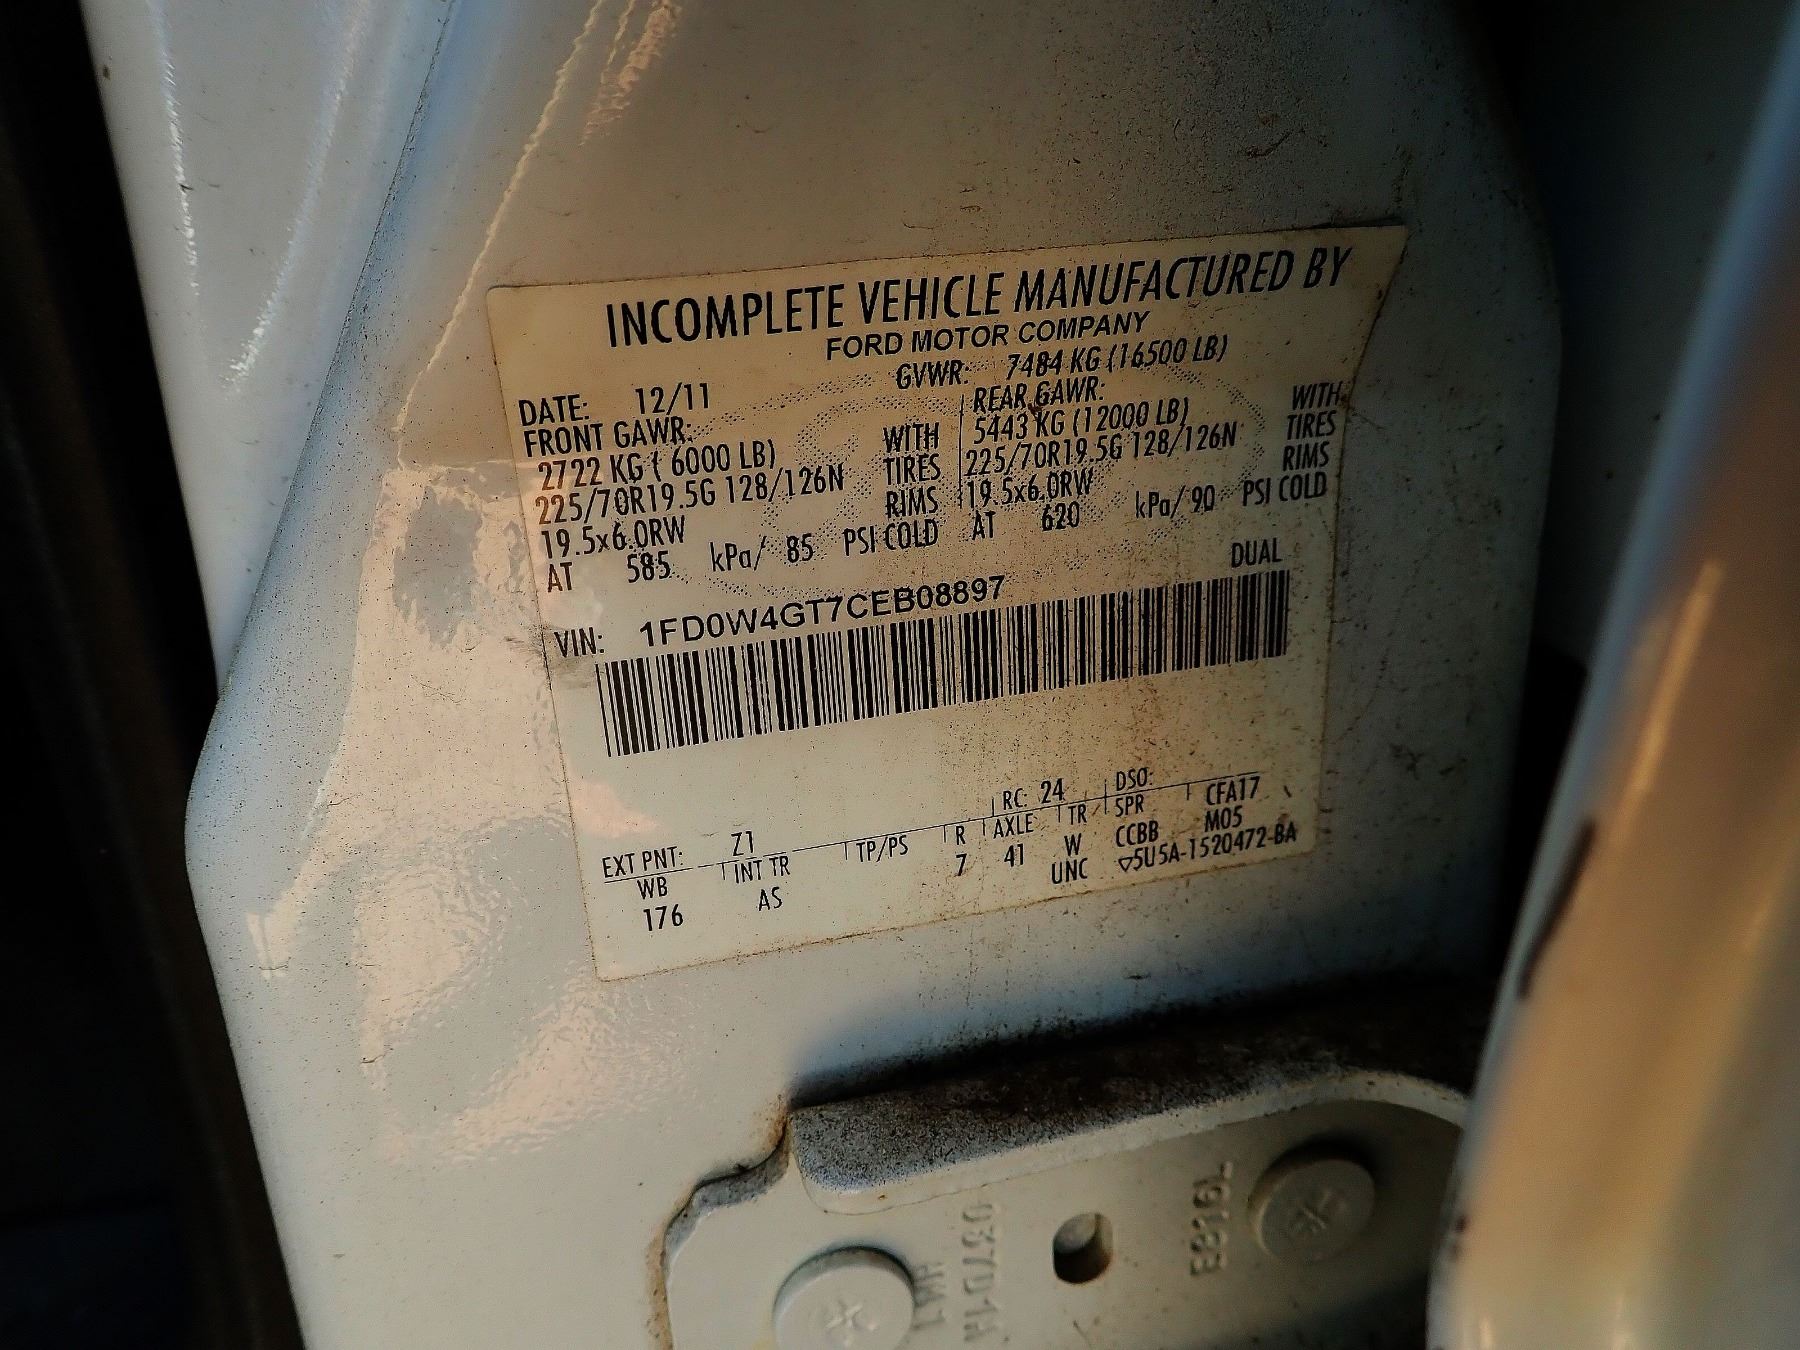 INCOMPLETE VEHICLE MANUFACTURED BY
FORD MOTOR COMPANY
DATE: 12/11 GVWR: 7484 KG (16500 LB)
FRONT GAWR: REAR GAWR:
2722 KG ( 6000 LB) WITH 5443 KG (12000 LB) WITH
225/70R19.5G 128/126N TIRES 225/70R19.5G 128/126N TIRES
19.5x6.0RW RIMS 19.5x6.0RW RIMS
AT 585 kPa/ 85 PSI COLD AT 620 kPa/ 90 PSI COLD
VIN: 1FD0W4GT7CEB08897 DUAL
EXT PNT: Z1 RC: 24 DSO:
WB INT TR TP/PS R AXLE TR SPR CFA17
176 AS 7 41 W CCBB M05
UNC ▽5U5A-1520472-BA
E816L